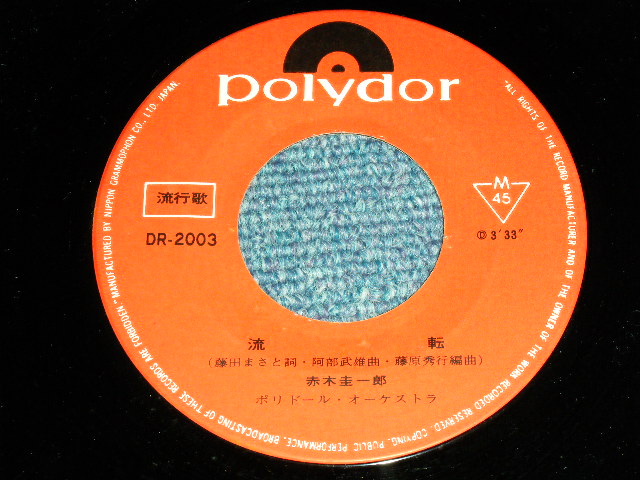 polydor
流行歌
DR-2003
M
45
Ⓟ 3'33"
流 転
(藤田まさと詞・阿部武雄曲・藤原秀行編曲)
赤木圭一郎
ポリドール・オーケストラ
"ALL RIGHTS OF THE RECORD MANUFACTURER AND OF THE OWNER OF THE WORK RECORDED RESERVED. COPYING, PUBLIC PERFORMANCE, BROADCASTING OF THESE RECORDS ARE FORBIDDEN" MANUFACTURED BY NIPPON GRAMMOPHON CO., LTD. JAPAN.